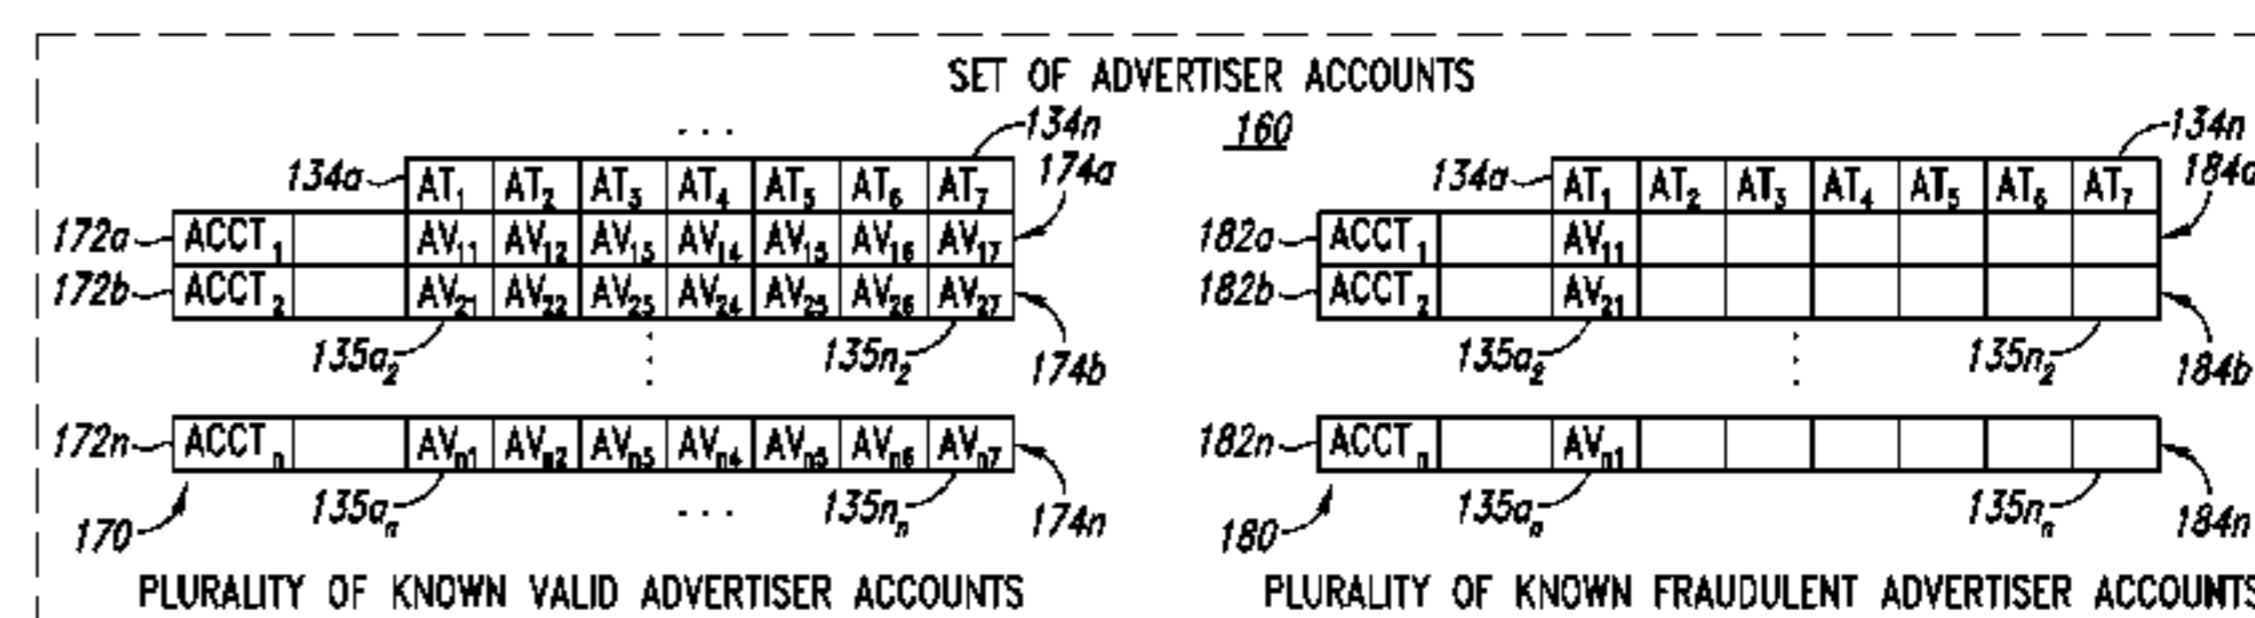 SET OF ADVERTISER ACCOUNTS
160
... 134n 134n
134a AT1 AT2 AT3 AT4 AT5 AT6 AT7 174a 134a AT1 AT2 AT3 AT4 AT5 AT6 AT7 184a
172a ACCT1 AV11 AV12 AV13 AV14 AV15 AV16 AV17 182a ACCT1 AV11
172b ACCT2 AV21 AV22 AV23 AV24 AV25 AV26 AV27 182b ACCT2 AV21
135a2 135n2 174b 135a2 135n2 184b
172n ACCTn AVn1 AVn2 AVn3 AVn4 AVn5 AVn6 AVn7 182n ACCTn AVn1
170 135an ... 135nn 174n 180 135an 135nn 184n
PLURALITY OF KNOWN VALID ADVERTISER ACCOUNTS PLURALITY OF KNOWN FRAUDULENT ADVERTISER ACCOUNTS